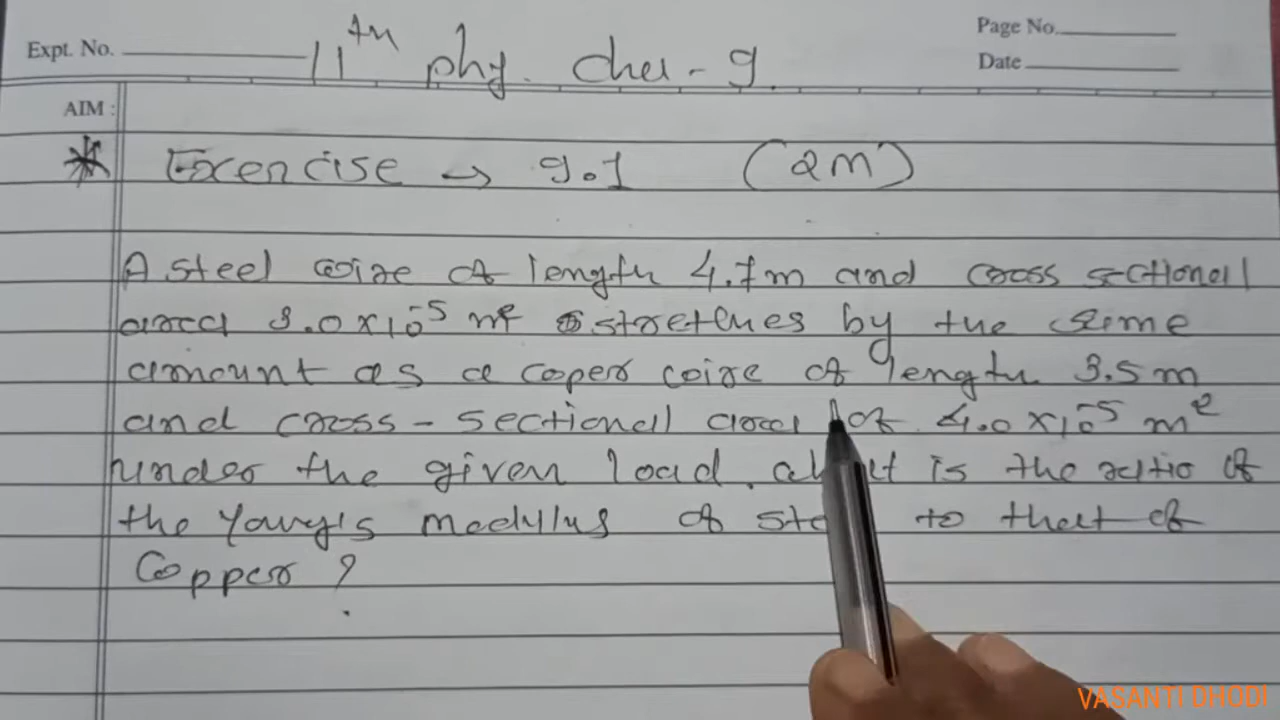 Expt. No. 11th phy. chap - 9. Page No.
Date
AIM :
* Exercise → 9.1 (2m)
A steel wire of length 4.7m and cross sectional
area 3.0 x 10⁻⁵ m² stretches by the same
amount as a coper wire of length 3.5 m
and cross - sectional area of 4.0 x 10⁻⁵ m²
under the given load. is the ratio of
the Young's modulus of to that of
Copper ?
VASANTI DHODI